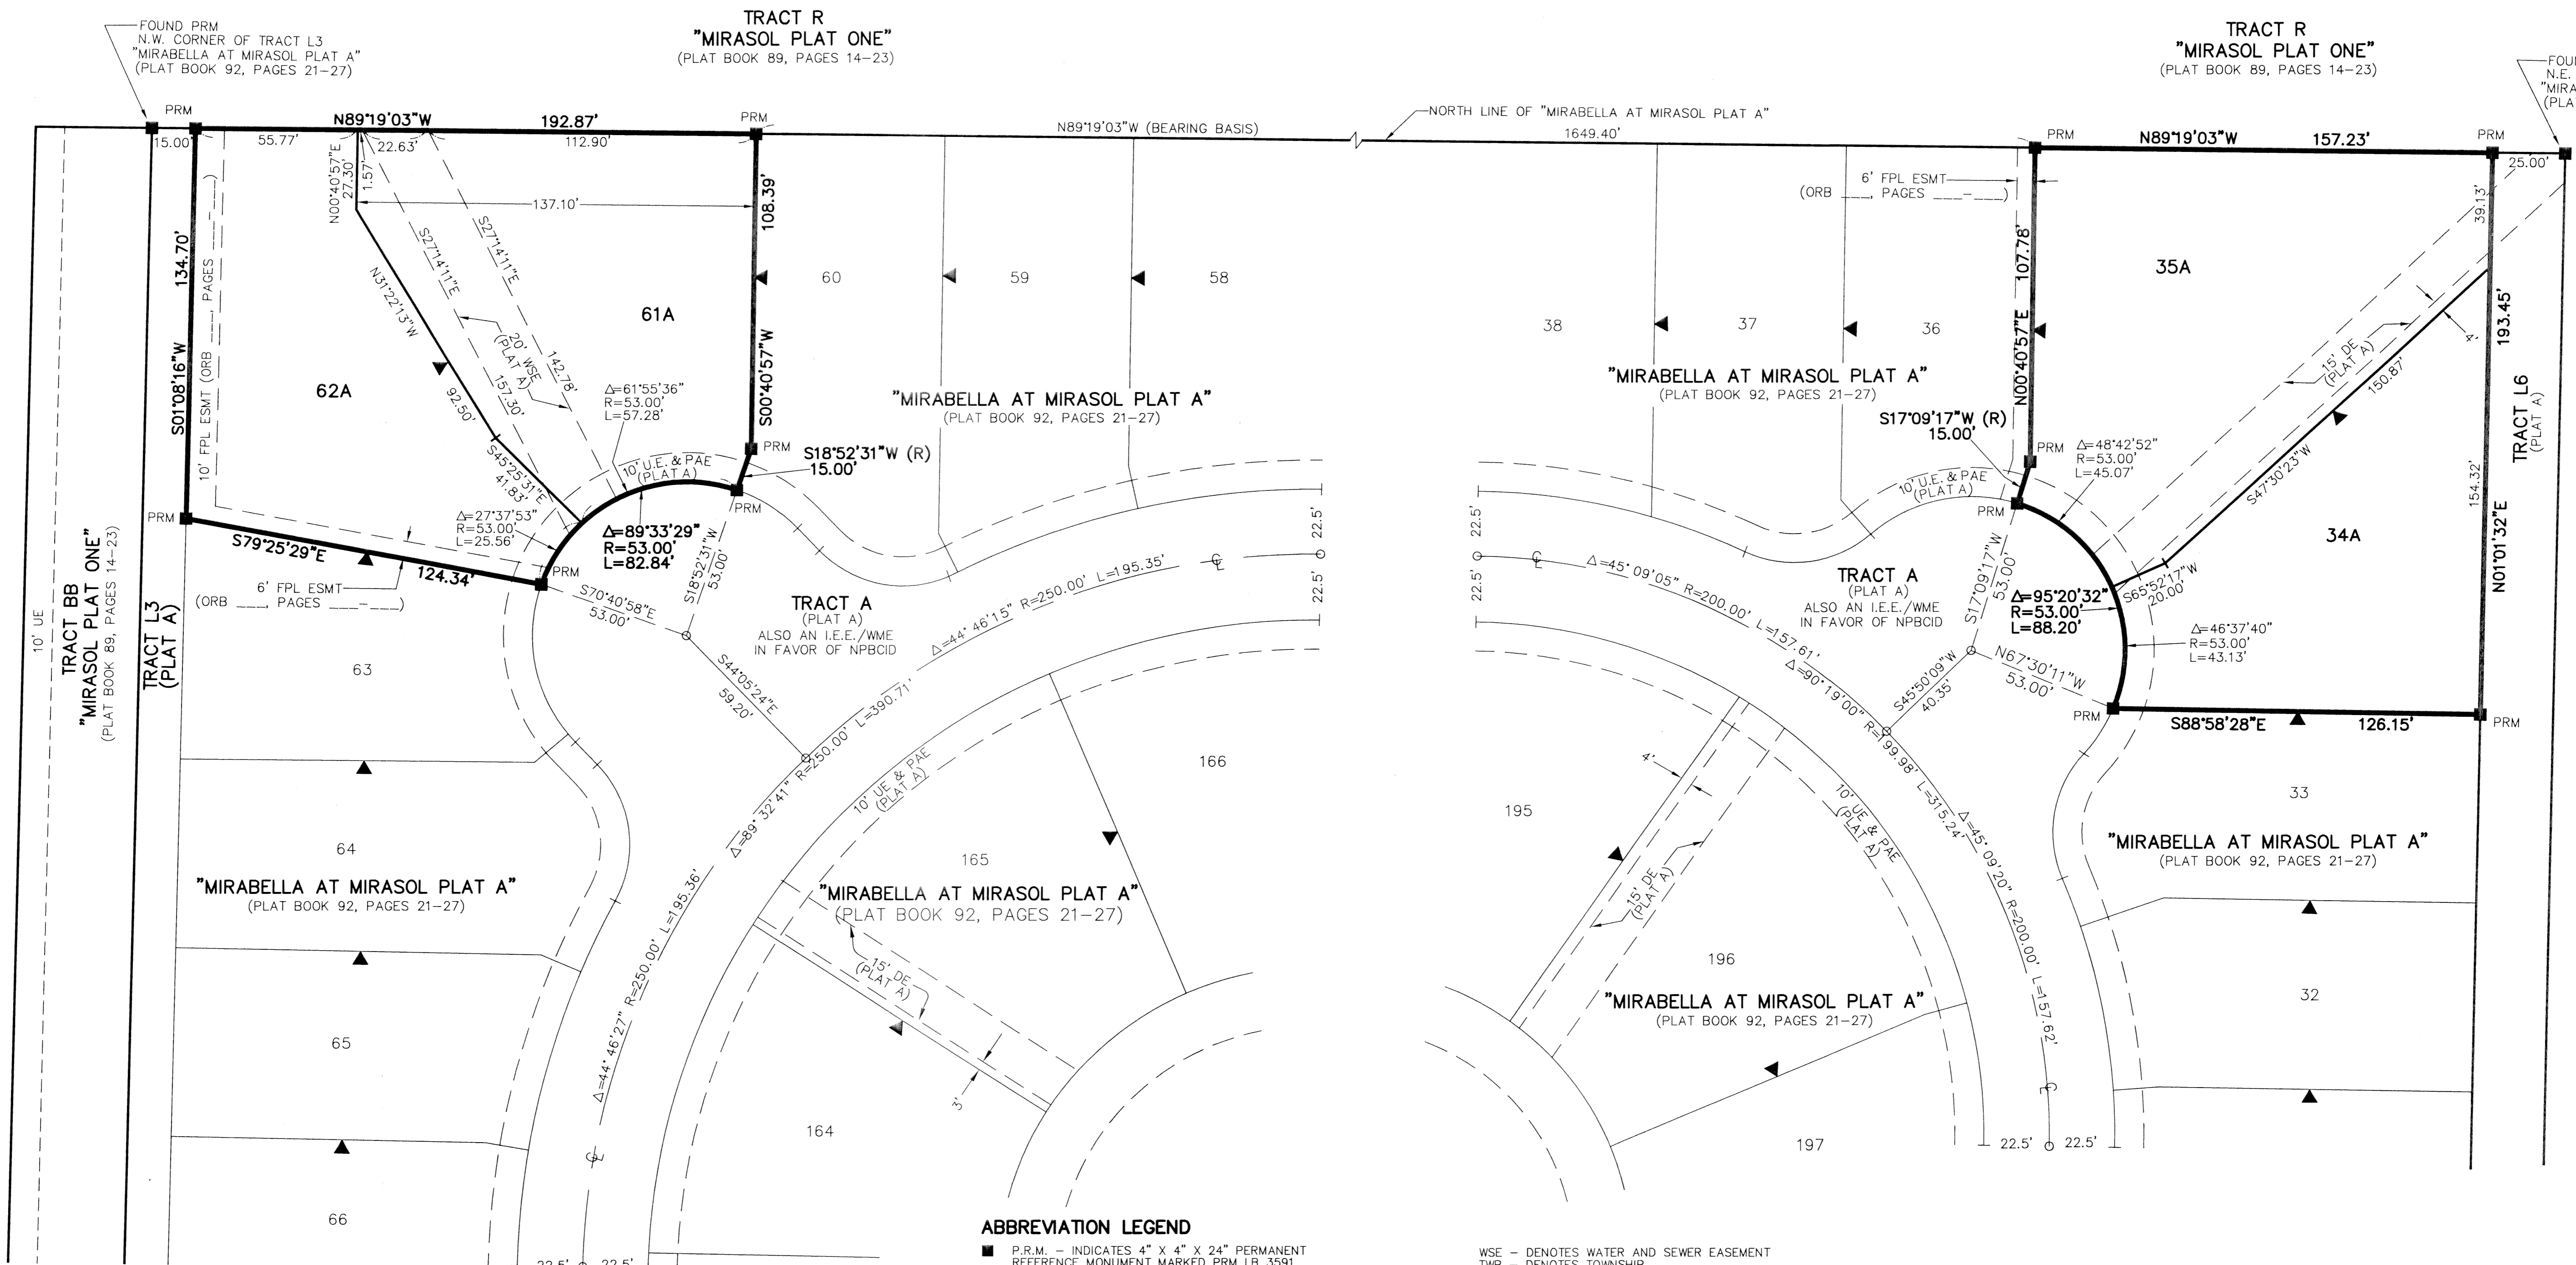 FOUND PRM
N.W. CORNER OF TRACT L3
"MIRABELLA AT MIRASOL PLAT A"
(PLAT BOOK 92, PAGES 21-27)
TRACT R
"MIRASOL PLAT ONE"
(PLAT BOOK 89, PAGES 14-23)
TRACT R
"MIRASOL PLAT ONE"
(PLAT BOOK 89, PAGES 14-23)
N.E.
PRM
N89°19'03"W 192.87'
PRM
N89°19'03"W (BEARING BASIS)
NORTH LINE OF "MIRABELLA AT MIRASOL PLAT A"
1649.40'
PRM
N89°19'03"W 157.23'
PRM
15.00'
55.77'
22.63'
112.90'
25.00'
N00°40'57"E
27.30'
1.57'
137.10'
108.39'
S00°40'57"W
134.70'
S01°08'16"W
10' FPL ESMT (ORB ___, PAGES ___-___)
N31°22'13"W
92.50'
S27°14'11"E
157.30'
S27°14'11"E
142.78'
20' WSE
(PLAT A)
61A
62A
Δ=61°55'36"
R=53.00'
L=57.28'
S45°25'31"E
41.83'
10' U.E. & PAE
(PLAT A)
PRM
S18°52'31"W (R)
15.00'
PRM
Δ=27°37'53"
R=53.00'
L=25.56'
Δ=89°33'29"
R=53.00'
L=82.84'
S18°52'31"W
53.00'
PRM
S79°25'29"E
124.34'
PRM
6' FPL ESMT
(ORB ___, PAGES ___-___)
S70°40'58"E
53.00'
S44°05'24"E
59.20'
60
59
58
"MIRABELLA AT MIRASOL PLAT A"
(PLAT BOOK 92, PAGES 21-27)
TRACT A
(PLAT A)
ALSO AN I.E.E./WME
IN FAVOR OF NPBCID
Δ=44°46'15" R=250.00' L=195.35'
℄
22.5'
22.5'
Δ=89°32'41" R=250.00' L=390.71'
Δ=44°46'27" R=250.00' L=195.36'
℄
10' UE
TRACT BB
"MIRASOL PLAT ONE"
(PLAT BOOK 89, PAGES 14-23)
TRACT L3
(PLAT A)
63
64
"MIRABELLA AT MIRASOL PLAT A"
(PLAT BOOK 92, PAGES 21-27)
65
66
22.5'
22.5'
10' UE & PAE
(PLAT A)
166
165
"MIRABELLA AT MIRASOL PLAT A"
(PLAT BOOK 92, PAGES 21-27)
15' DE
(PLAT A)
3'
164
6' FPL ESMT
(ORB ___, PAGES ___-___)
N00°40'57"E 107.78'
38
37
36
"MIRABELLA AT MIRASOL PLAT A"
(PLAT BOOK 92, PAGES 21-27)
35A
39.13'
193.45'
15' DE
(PLAT A)
4'
150.87'
S47°30'23"W
TRACT L6
(PLAT A)
154.32'
N01°01'32"E
S17°09'17"W (R)
15.00'
PRM
Δ=48°42'52"
R=53.00'
L=45.07'
10' U.E. & PAE
(PLAT A)
PRM
34A
S17°09'17"W
53.00'
S65°52'17"W
20.00'
Δ=95°20'32"
R=53.00'
L=88.20'
Δ=46°37'40"
R=53.00'
L=43.13'
N67°30'11"W
53.00'
S45°50'09"W
40.35'
PRM
S88°58'28"E 126.15'
PRM
22.5'
22.5'
℄
Δ=45°09'05" R=200.00' L=157.61'
TRACT A
(PLAT A)
ALSO AN I.E.E./WME
IN FAVOR OF NPBCID
Δ=90°19'00" R=199.98' L=315.24'
Δ=45°09'20" R=200.00' L=157.62'
℄
195
4'
15' DE
(PLAT A)
10' UE & PAE
(PLAT A)
196
"MIRABELLA AT MIRASOL PLAT A"
(PLAT BOOK 92, PAGES 21-27)
197
22.5'
22.5'
33
"MIRABELLA AT MIRASOL PLAT A"
(PLAT BOOK 92, PAGES 21-27)
32
ABBREVIATION LEGEND
P.R.M. - INDICATES 4" X 4" X 24" PERMANENT
REFERENCE MONUMENT MARKED PRM LB 3591
WSE - DENOTES WATER AND SEWER EASEMENT
TWP - DENOTES TOWNSHIP